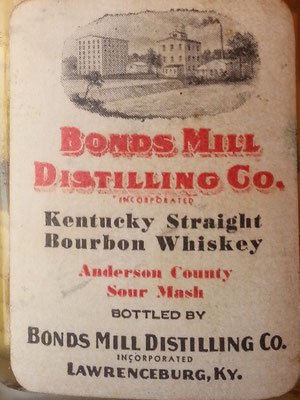 BONDS MILL
DISTILLING CO.
INCORPORATED
Kentucky Straight
Bourbon Whiskey
Anderson County
Sour Mash
BOTTLED BY
BONDS MILL DISTILLING CO.
INCORPORATED
LAWRENCEBURG, KY.